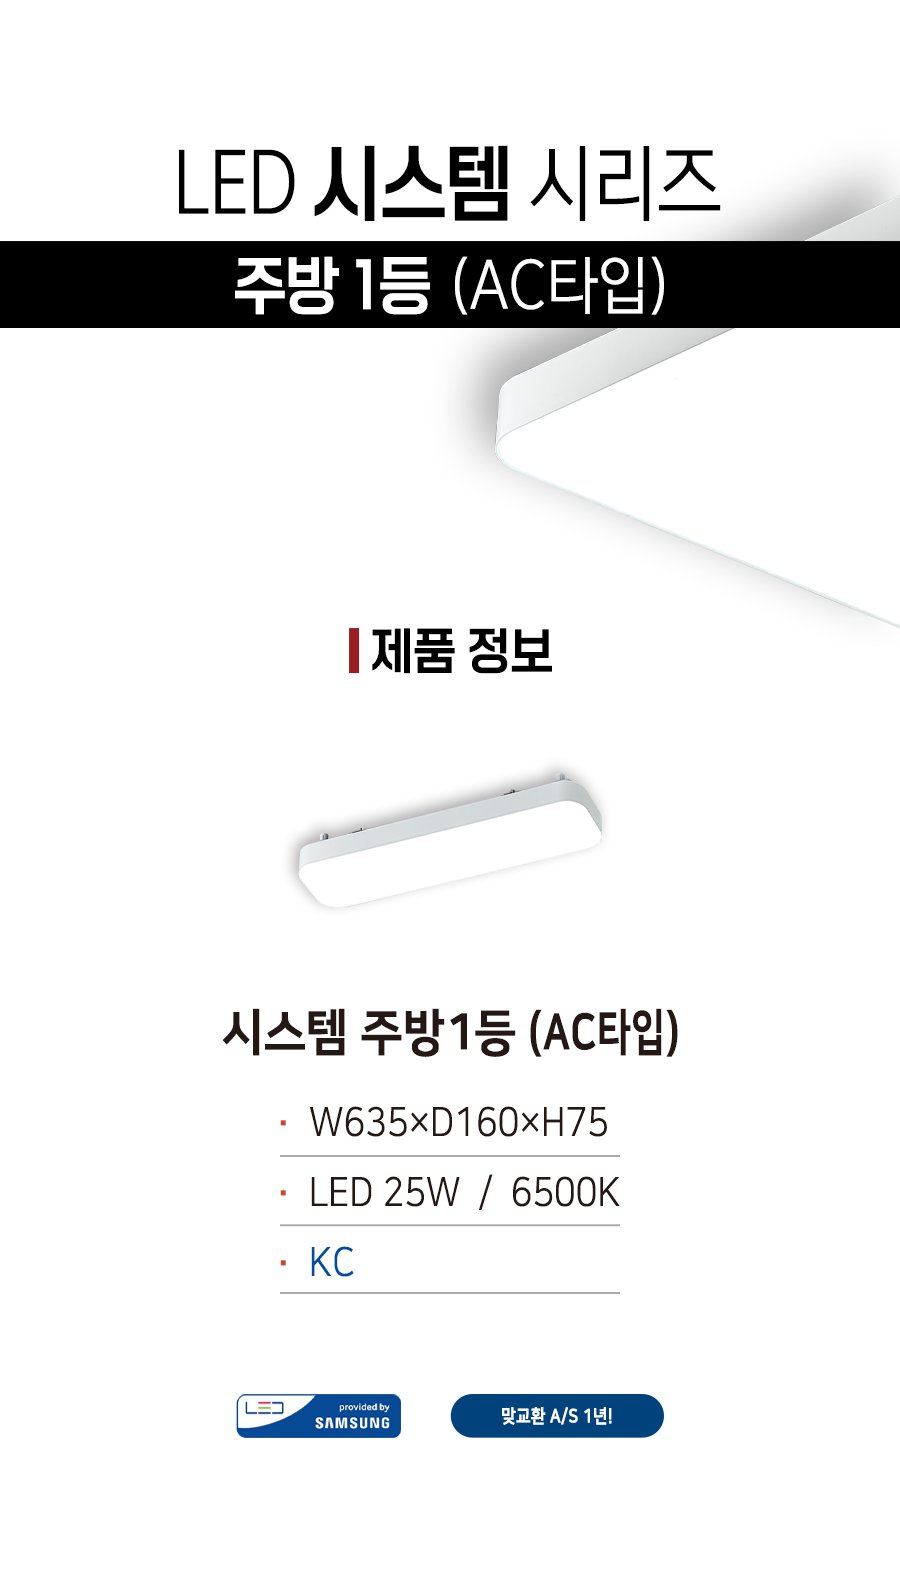 LED 시스템 시리즈
주방 1등 (AC타입)
제품 정보
시스템 주방1등 (AC타입)
· W635×D160×H75
· LED 25W / 6500K
· KC
LED provided by
SAMSUNG
맞교환 A/S 1년!